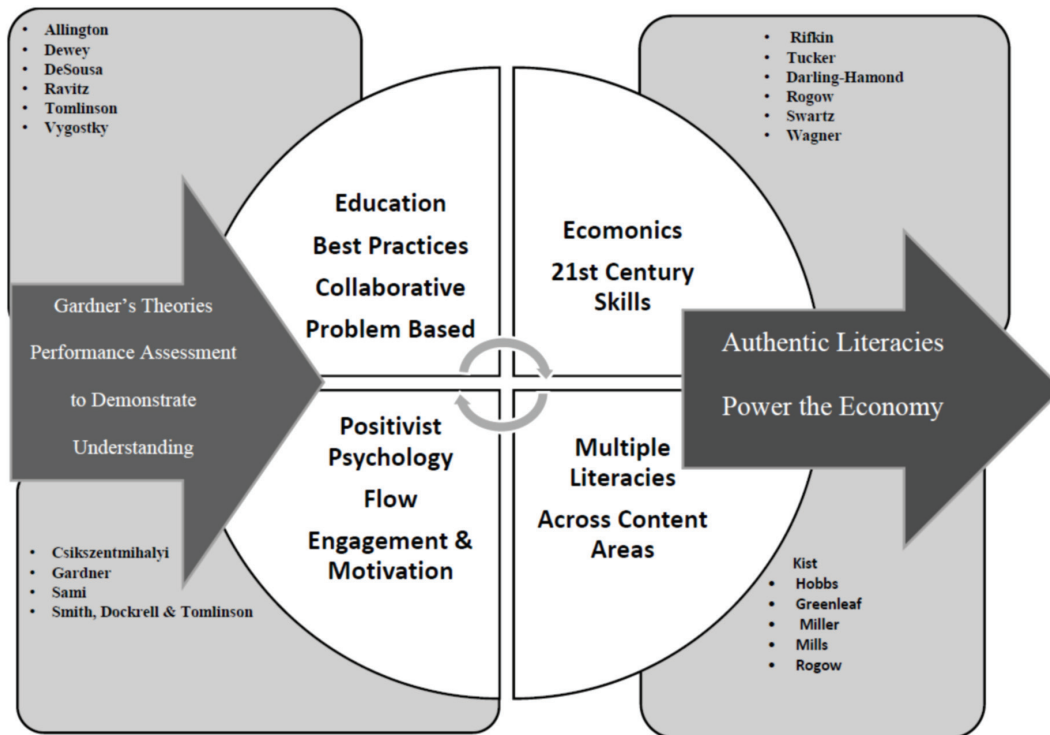 • Allington
• Dewey
• DeSousa
• Ravitz
• Tomlinson
• Vygostky
• Rifkin
• Tucker
• Darling-Hamond
• Rogow
• Swartz
• Wagner
Education
Best Practices
Collaborative
Problem Based
Ecomonics
21st Century
Skills
Gardner's Theories
Performance Assessment
to Demonstrate
Understanding
Authentic Literacies
Power the Economy
Positivist
Psychology
Flow
Engagement &
Motivation
Multiple
Literacies
Across Content
Areas
• Csikszentmihalyi
• Gardner
• Sami
• Smith, Dockrell & Tomlinson
Kist
• Hobbs
• Greenleaf
• Miller
• Mills
• Rogow